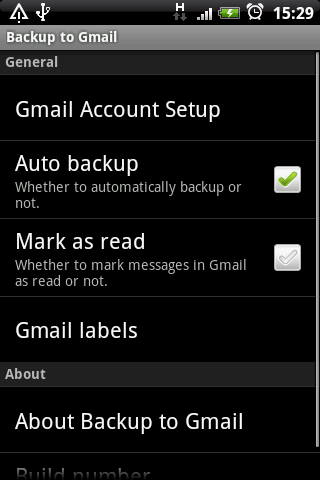 H
15:29
Backup to Gmail
General
Gmail Account Setup
Auto backup
Whether to automatically backup or
not.
Mark as read
Whether to mark messages in Gmail
as read or not.
Gmail labels
About
About Backup to Gmail
Build number